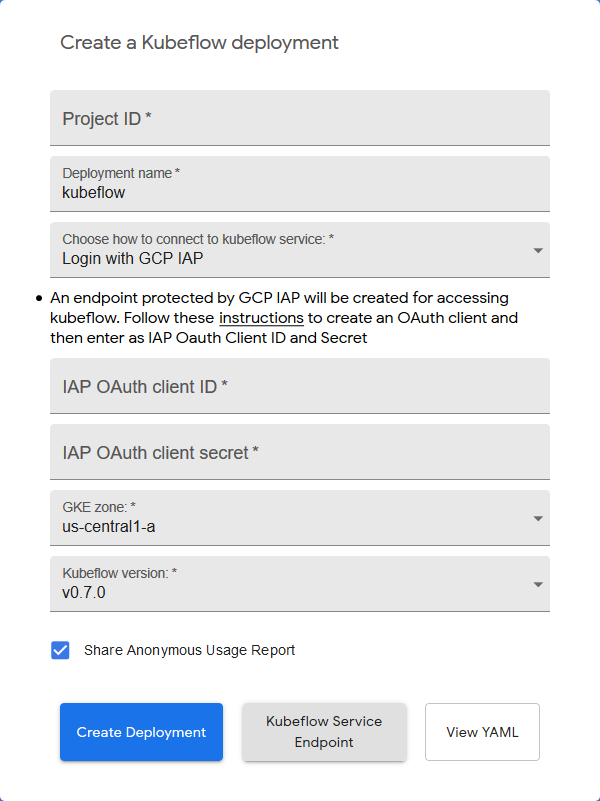 Create a Kubeflow deployment
Project ID *
Deployment name *
kubeflow
Choose how to connect to kubeflow service: *
Login with GCP IAP
• An endpoint protected by GCP IAP will be created for accessing
kubeflow. Follow these instructions to create an OAuth client and
then enter as IAP Oauth Client ID and Secret
IAP OAuth client ID *
IAP OAuth client secret *
GKE zone: *
us-central1-a
Kubeflow version: *
v0.7.0
Share Anonymous Usage Report
Create Deployment
Kubeflow Service
Endpoint
View YAML